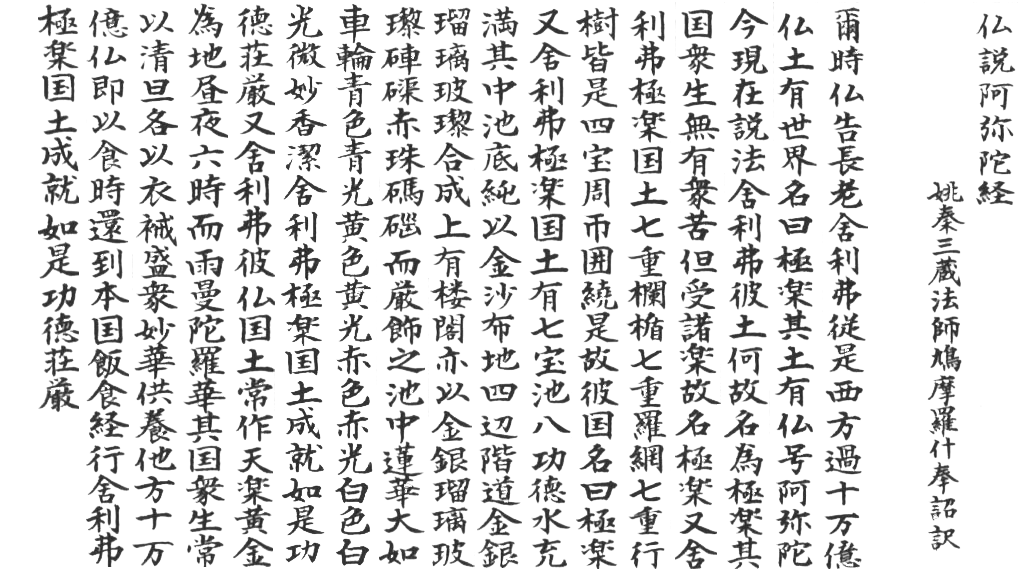 仏説阿弥陀経
姚秦三蔵法師鳩摩羅什奉詔訳
爾時仏告長老舎利弗従是西方過十万億
仏土有世界名曰極楽其土有仏号阿弥陀
今現在説法舎利弗彼土何故名為極楽其
国衆生無有衆苦但受諸楽故名極楽又舎
利弗極楽国土七重欄楯七重羅網七重行
樹皆是四宝周帀囲繞是故彼国名曰極楽
又舎利弗極楽国土有七宝池八功徳水充
満其中池底純以金沙布地四辺階道金銀
瑠璃玻瓈合成上有楼閣亦以金銀瑠璃玻
瓈硨磲赤珠碼碯而厳飾之池中蓮華大如
車輪青色青光黄色黄光赤色赤光白色白
光微妙香潔舎利弗極楽国土成就如是功
徳荘厳又舎利弗彼仏国土常作天楽黄金
為地昼夜六時而雨曼陀羅華其国衆生常
以清旦各以衣裓盛衆妙華供養他方十万
億仏即以食時還到本国飯食経行舎利弗
極楽国土成就如是功徳荘厳